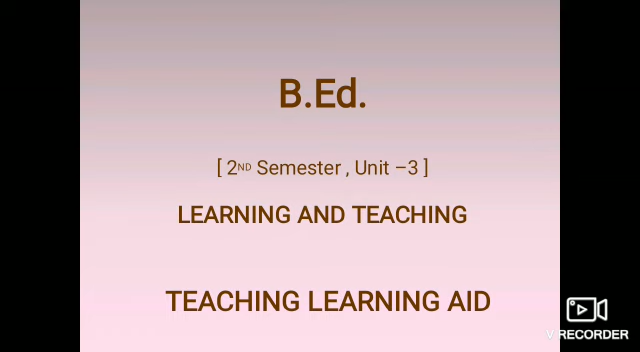 B.Ed.
[ 2ND Semester , Unit –3 ]
LEARNING AND TEACHING
TEACHING LEARNING AID
V RECORDER